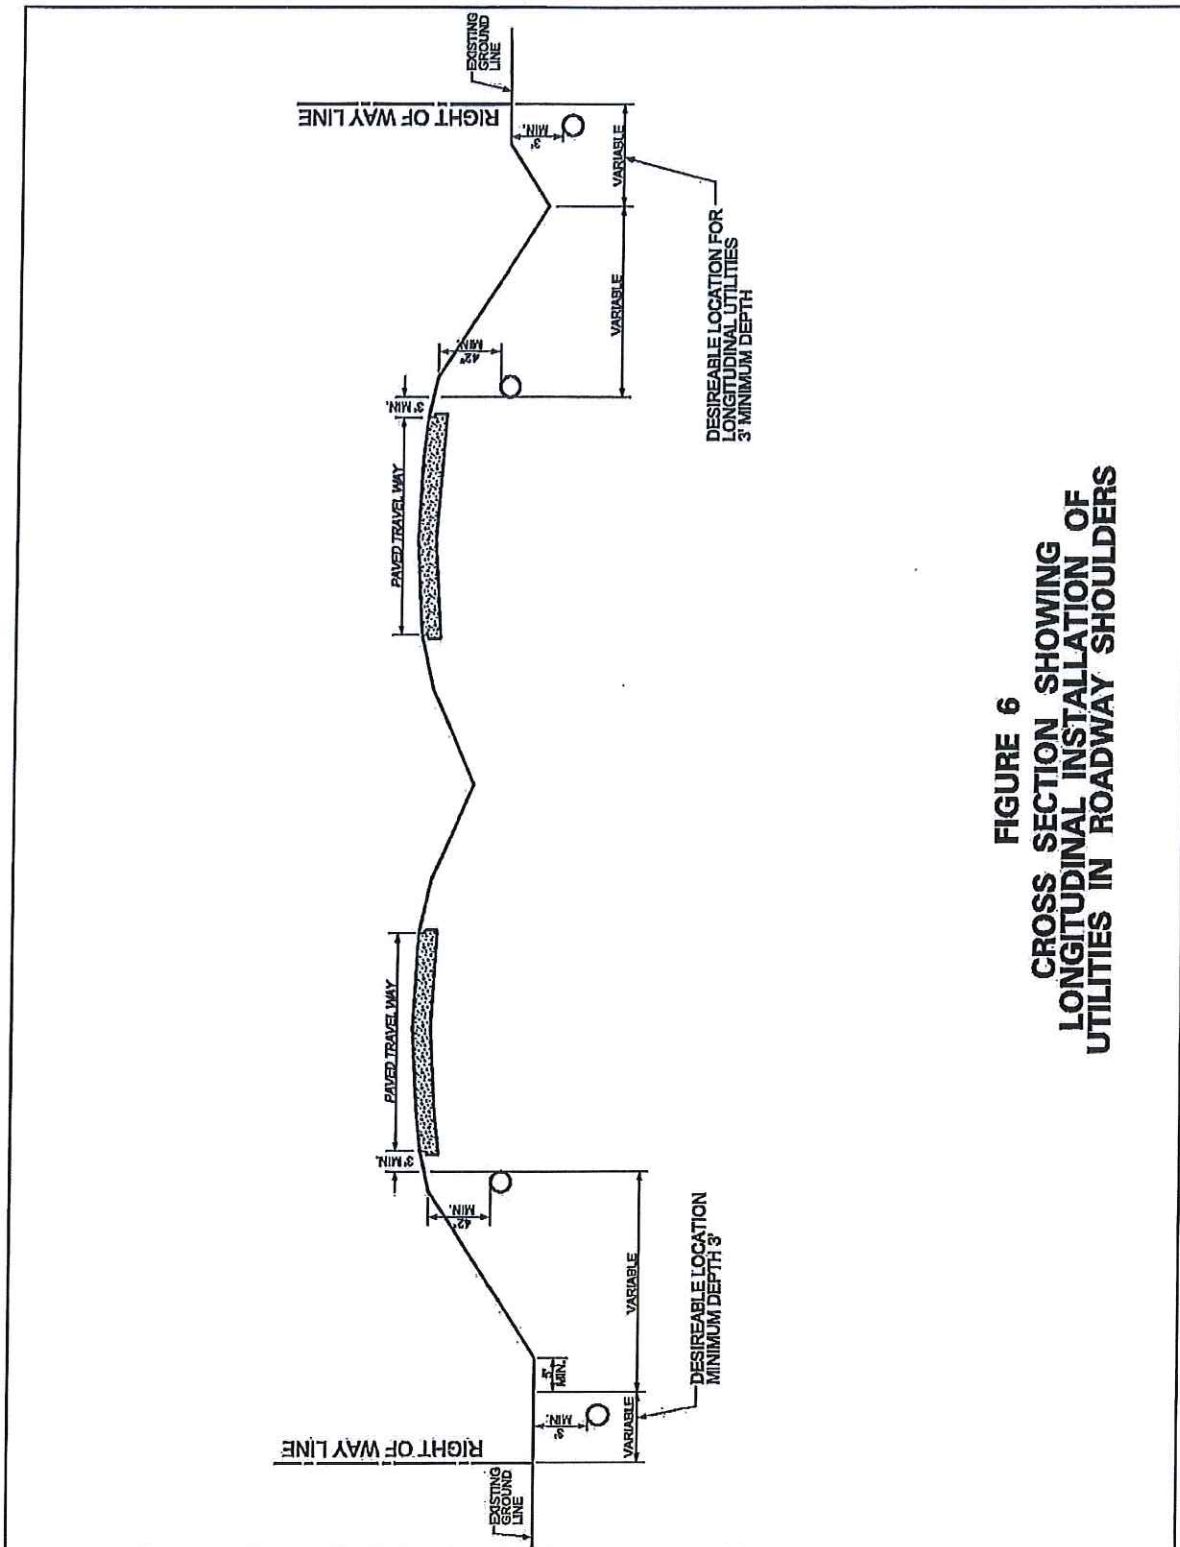 EXISTING
GROUND
LINE
RIGHT OF WAY LINE
3'
MIN.
VARIABLE
5'
MIN.
DESIREABLE LOCATION
MINIMUM DEPTH 3'
VARIABLE
42"
MIN.
3' MIN.
PAVED TRAVEL WAY
PAVED TRAVEL WAY
3' MIN.
42"
MIN.
VARIABLE
DESIREABLE LOCATION FOR
LONGITUDINAL UTILITIES
3' MINIMUM DEPTH
3'
MIN.
VARIABLE
RIGHT OF WAY LINE
EXISTING
GROUND
LINE
FIGURE 6
CROSS SECTION SHOWING
LONGITUDINAL INSTALLATION OF
UTILITIES IN ROADWAY SHOULDERS